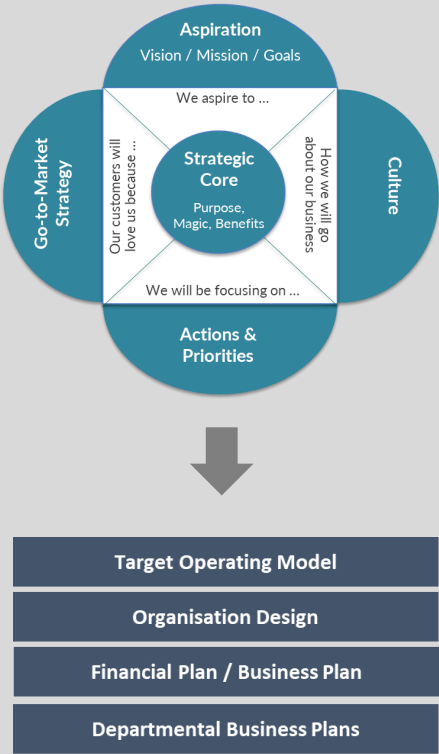 Aspiration
Vision / Mission / Goals
We aspire to ...
Go-to-Market
Strategy
Our customers will
love us because ...
Strategic
Core
Purpose,
Magic, Benefits
How we will go
about our business
Culture
We will be focusing on ...
Actions &
Priorities
Target Operating Model
Organisation Design
Financial Plan / Business Plan
Departmental Business Plans